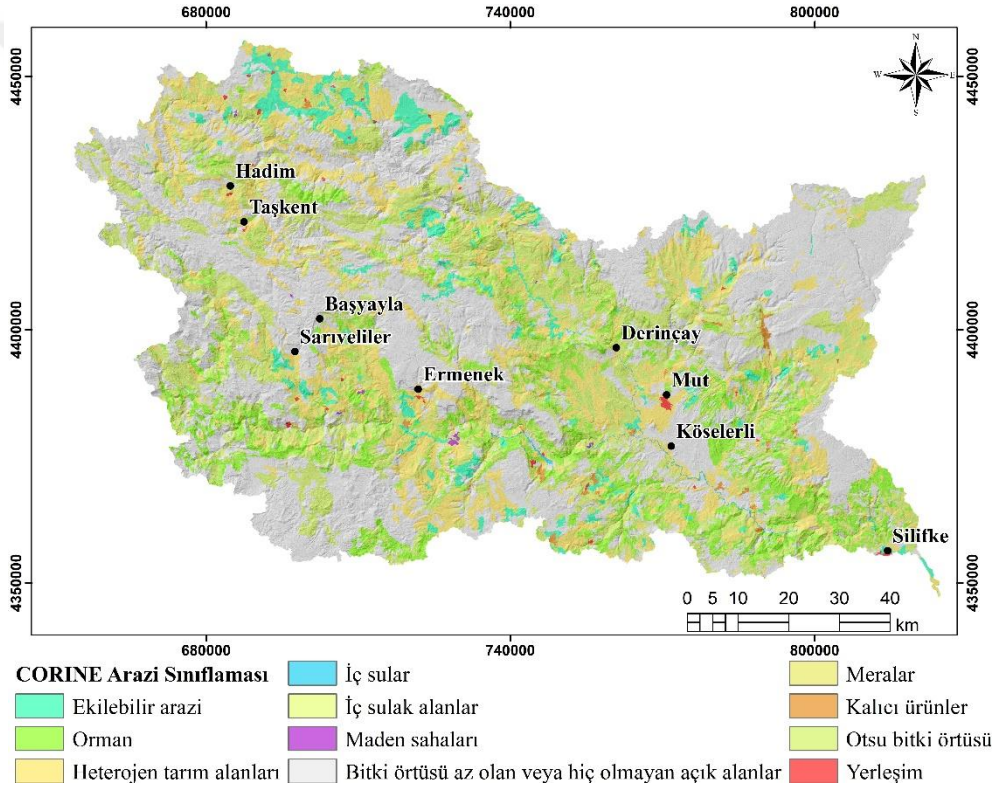 680000 740000 800000
N
W E
S
4450000 4450000
Hadim
Taşkent
Başyayla
4400000 4400000
Sarıveliler
Derinçay
Ermenek
Mut
Köselerli
Silifke
4350000 4350000
0 5 10 20 30 40
km
680000 740000 800000
CORINE Arazi Sınıflaması
Ekilebilir arazi
Orman
Heterojen tarım alanları
İç sular
İç sulak alanlar
Maden sahaları
Bitki örtüsü az olan veya hiç olmayan açık alanlar
Meralar
Kalıcı ürünler
Otsu bitki örtüsü
Yerleşim